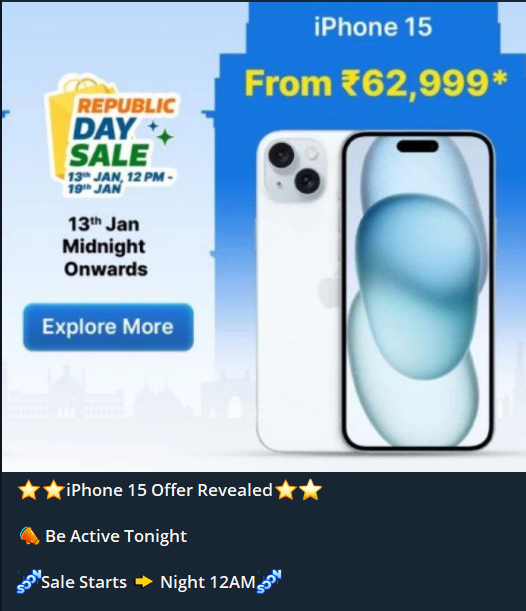 iPhone 15
From ₹62,999*
REPUBLIC
DAY
SALE
13th JAN, 12 PM -
19th JAN
13th Jan
Midnight
Onwards
Explore More
⭐⭐iPhone 15 Offer Revealed⭐⭐
📣 Be Active Tonight
🔜Sale Starts ➡ Night 12AM🔜